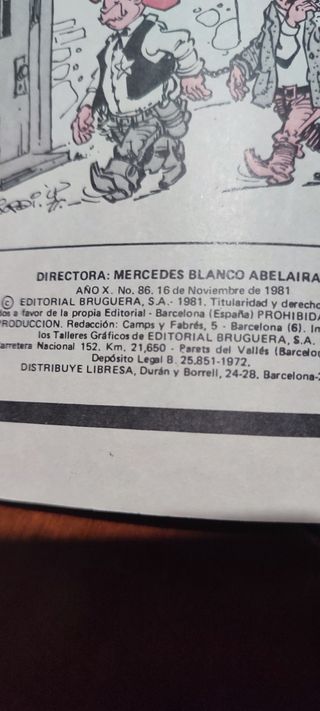 DIRECTORA: MERCEDES BLANCO ABELAIRA
AÑO X. No. 86. 16 de Noviembre de 1981
© EDITORIAL BRUGUERA, S.A.- 1981. Titularidad y derecho
dos a favor de la propia Editorial - Barcelona (España) PROHIBIDA
PRODUCCION. Redacción: Camps y Fabrés, 5 - Barcelona (6). Im
los Talleres Gráficos de EDITORIAL BRUGUERA, S.A.
Carretera Nacional 152. Km. 21,650 - Parets del Vallés (Barcelo
Depósito Legal B. 25.851-1972.
DISTRIBUYE LIBRESA, Durán y Borrell, 24-28. Barcelona-2